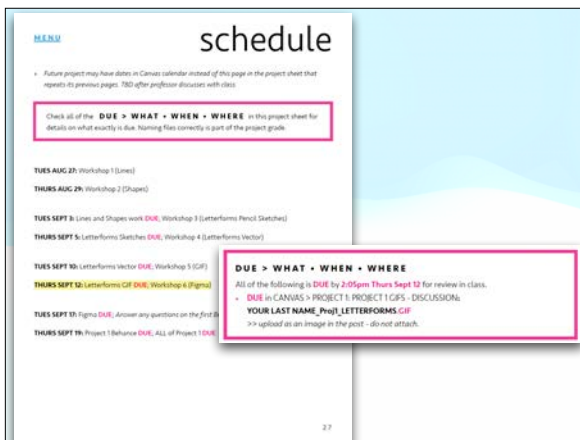 MENU
schedule
• Future project may have dates in Canvas calendar instead of this page in the project sheet that
repeats its previous pages. TBD after professor discusses with class.
Check all of the DUE > WHAT • WHEN • WHERE in this project sheet for
details on what exactly is due. Naming files correctly is part of the project grade.
TUES AUG 27: Workshop 1 (Lines)
THURS AUG 29: Workshop 2 (Shapes)
TUES SEPT 3: Lines and Shapes work DUE; Workshop 3 (Letterforms Pencil Sketches)
THURS SEPT 5: Letterforms Sketches DUE; Workshop 4 (Letterforms Vector)
TUES SEPT 10: Letterforms Vector DUE; Workshop 5 (GIF)
THURS SEPT 12: Letterforms GIF DUE; Workshop 6 (Figma)
TUES SEPT 17: Figma DUE; Answer any questions on the first
THURS SEPT 19: Project 1 Behance DUE, ALL of Project 1 DUE
27
DUE > WHAT • WHEN • WHERE
All of the following is DUE by 2:05pm Thurs Sept 12 for review in class.
• DUE in CANVAS > PROJECT 1: PROJECT 1 GIFS - DISCUSSION:
YOUR LAST NAME_Proj1_LETTERFORMS.GIF
>> upload as an image in the post - do not attach.